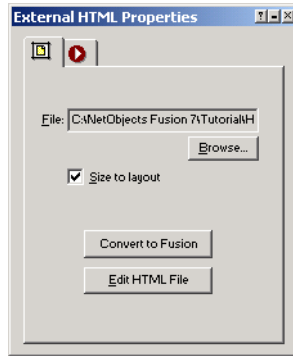 External HTML Properties
File: C:\NetObjects Fusion 7\Tutorial\H
Browse...
Size to layout
Convert to Fusion
Edit HTML File